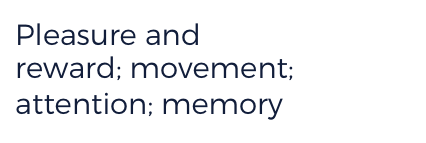 Pleasure and
reward; movement;
attention; memory